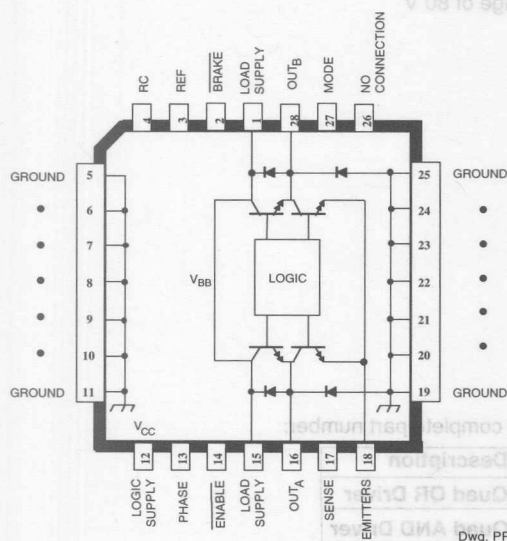 ge of 80 V
RC
REF
BRAKE
LOAD SUPPLY
OUTB
MODE
NO CONNECTION
4
3
2
1
28
27
26
GROUND
5
6
7
8
9
10
11
GROUND
25
24
23
22
21
20
19
GROUND
GROUND
VBB
LOGIC
VCC
12
13
14
15
16
17
18
LOGIC SUPPLY
PHASE
ENABLE
LOAD SUPPLY
OUTA
SENSE
EMITTERS
complete part number:
Description
Quad OR Driver
Quad AND Driver
Dwg. PP